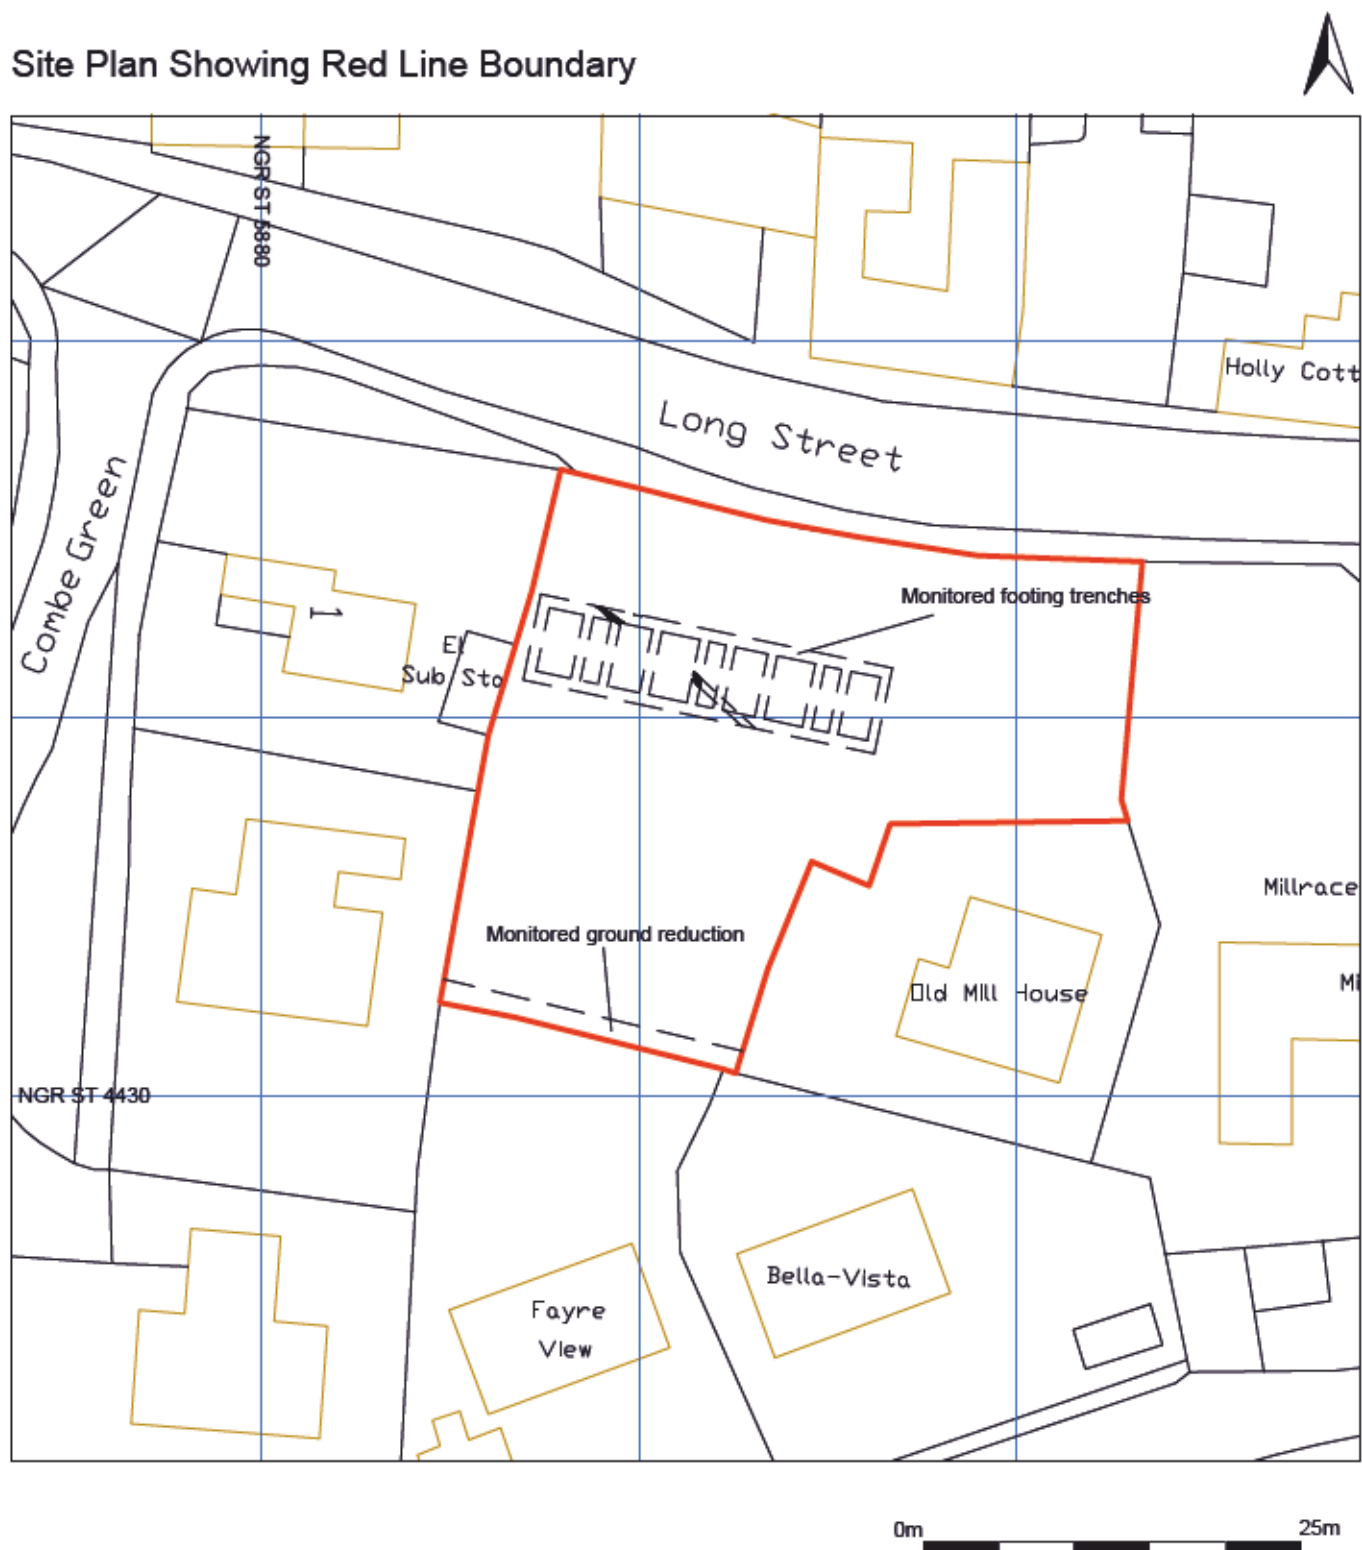 Site Plan Showing Red Line Boundary
NGR ST 5880
Holly Cott
Long Street
Combe Green
Monitored footing trenches
1
El
Sub Sta
Millrace
Monitored ground reduction
Old Mill House
Mi
NGR ST 4430
Bella-Vista
Fayre
View
0m
25m